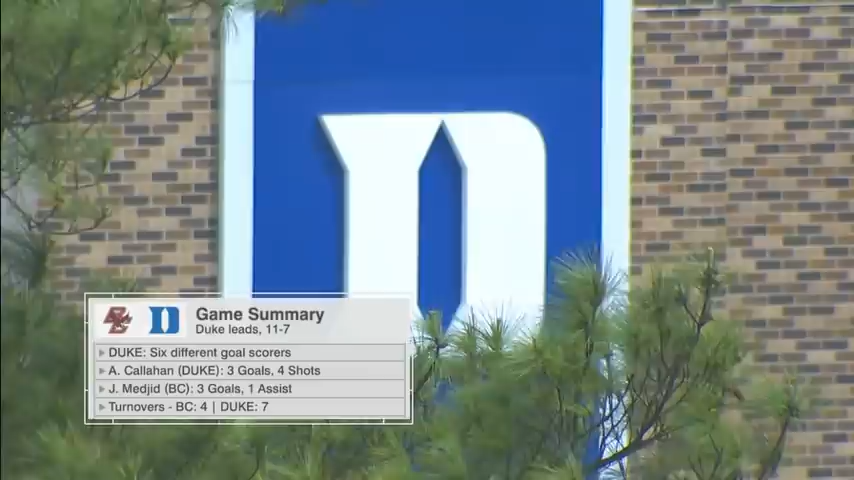 D
BC D Game Summary
Duke leads, 11-7
DUKE: Six different goal scorers
A. Callahan (DUKE): 3 Goals, 4 Shots
J. Medjid (BC): 3 Goals, 1 Assist
Turnovers - BC: 4 | DUKE: 7